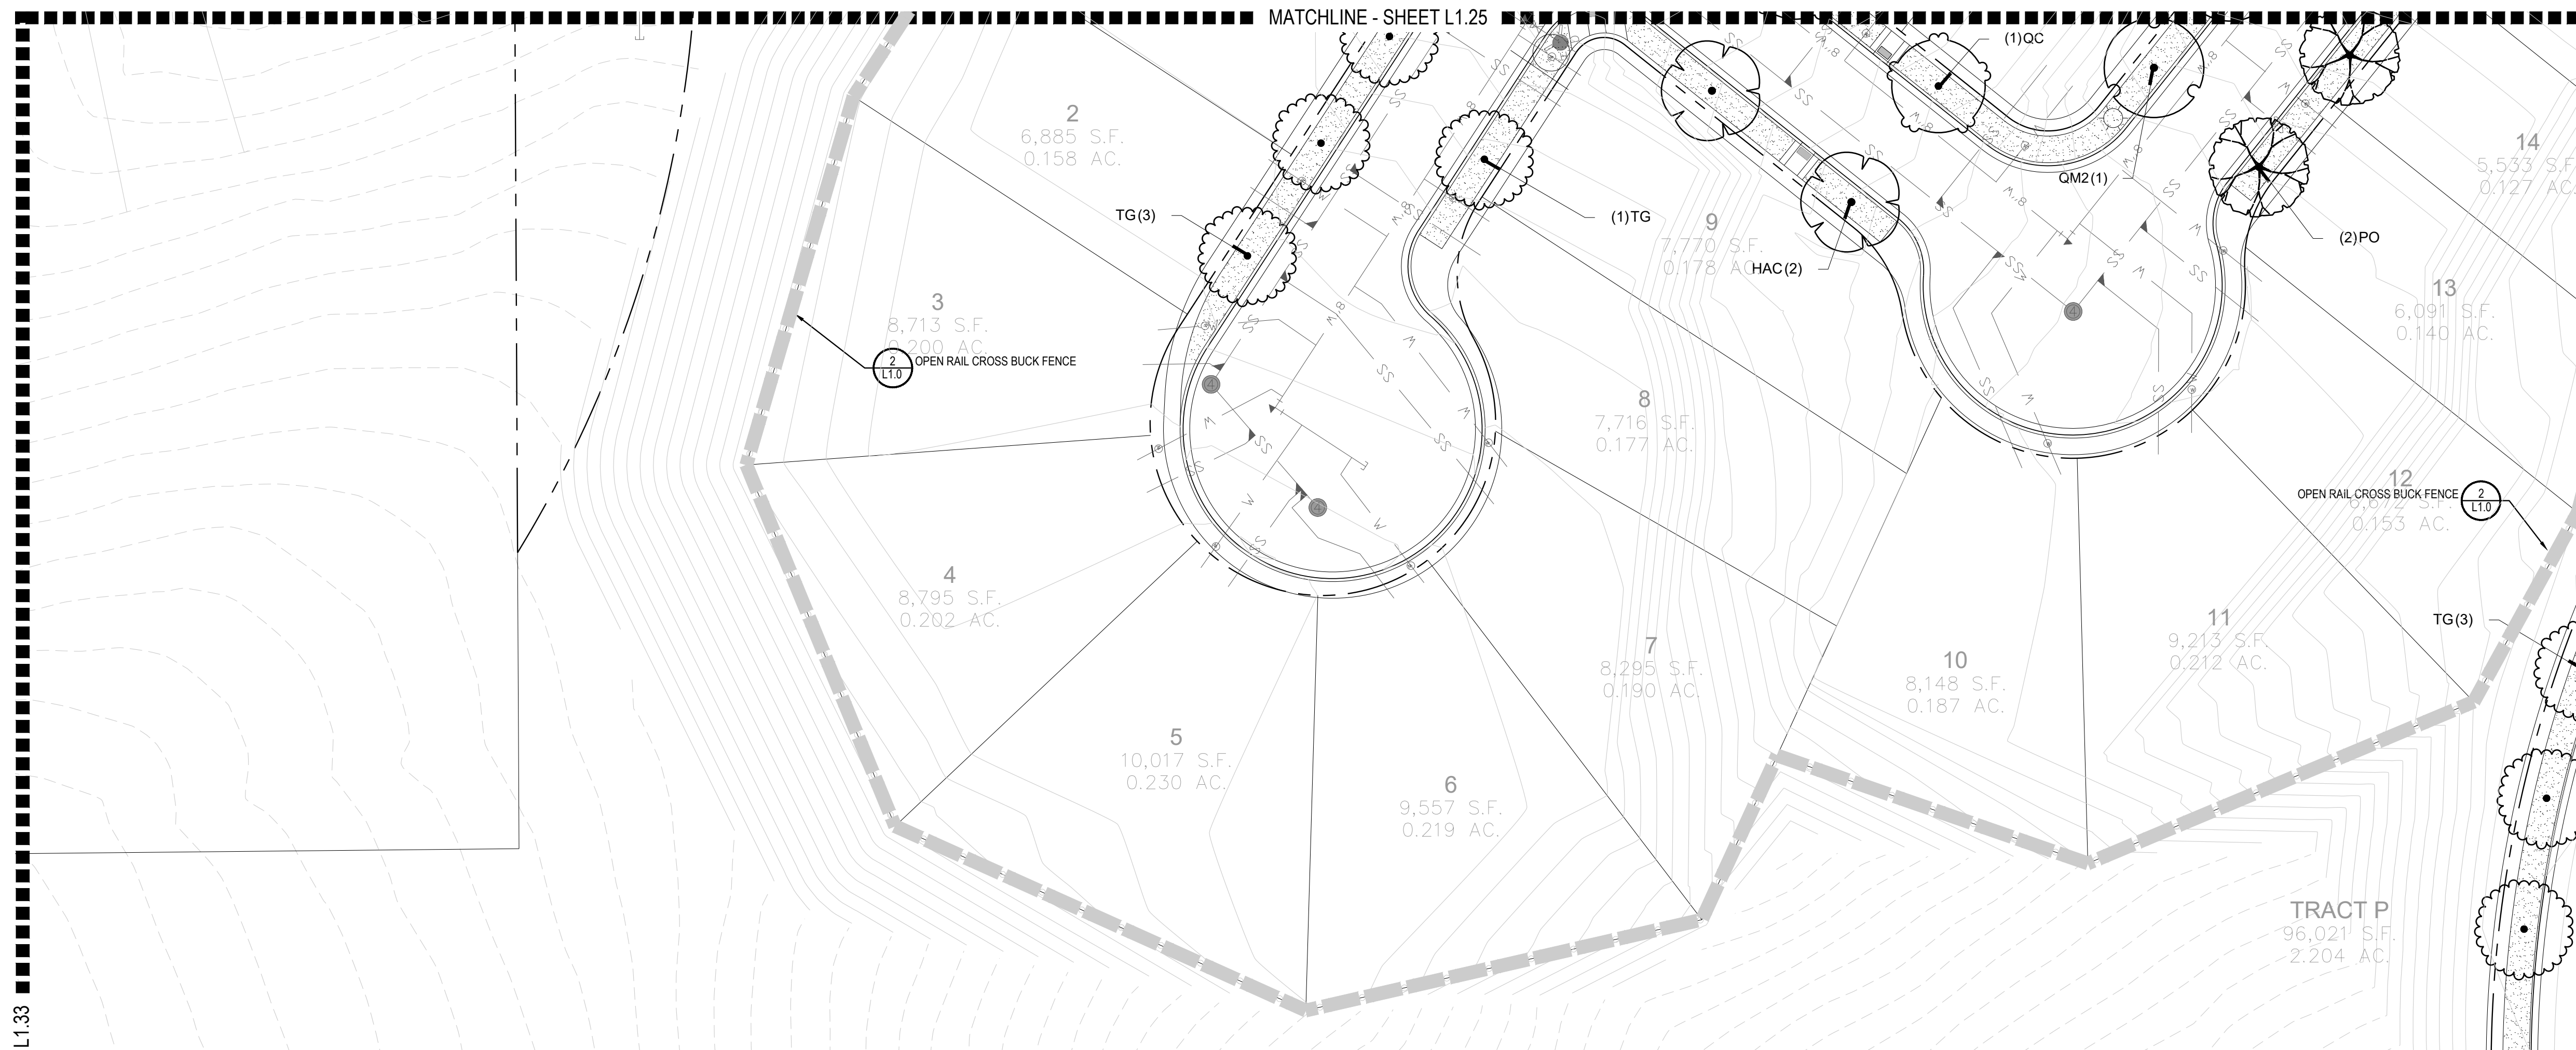 MATCHLINE - SHEET L1.25
(1)QC
2
6,885 S.F.
0.158 AC.
14
5,533 S.F.
0.127 AC.
QM2(1)
TG(3)
(1)TG
9
7,770 S.F.
0.178 AC.
HAC(2)
(2)PO
3
8,713 S.F.
0.200 AC.
2
L1.0
OPEN RAIL CROSS BUCK FENCE
13
6,091 S.F.
0.140 AC.
8
7,716 S.F.
0.177 AC.
12
6,672 S.F.
0.153 AC.
OPEN RAIL CROSS BUCK FENCE
2
L1.0
4
8,795 S.F.
0.202 AC.
7
8,295 S.F.
0.190 AC.
10
8,148 S.F.
0.187 AC.
11
9,213 S.F.
0.212 AC.
TG(3)
5
10,017 S.F.
0.230 AC.
6
9,557 S.F.
0.219 AC.
TRACT P
96,021 S.F.
2.204 AC.
L1.33